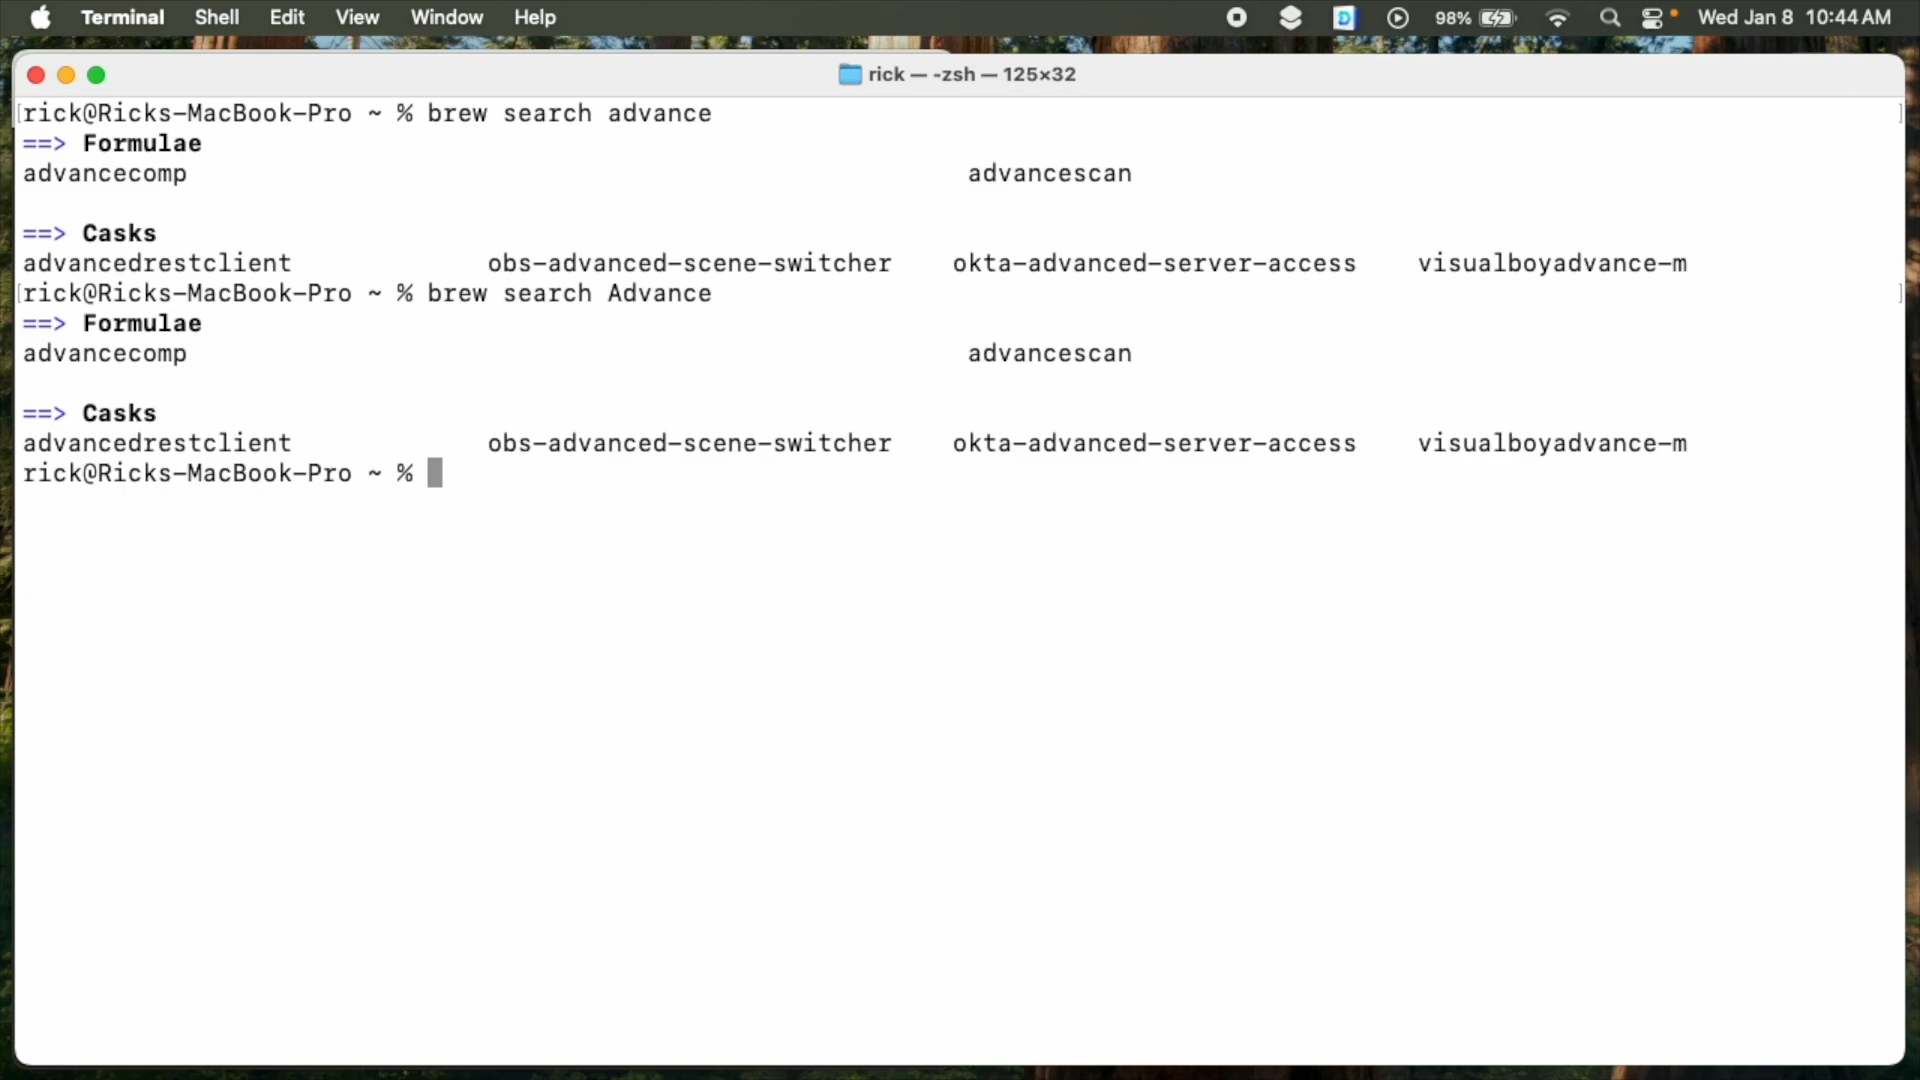 Terminal Shell Edit View Window Help D 98% Wed Jan 8 10:44 AM
rick — -zsh — 125×32
[rick@Ricks-MacBook-Pro ~ % brew search advance ]
==> Formulae
advancecomp advancescan
==> Casks
advancedrestclient obs-advanced-scene-switcher okta-advanced-server-access visualboyadvance-m
[rick@Ricks-MacBook-Pro ~ % brew search Advance ]
==> Formulae
advancecomp advancescan
==> Casks
advancedrestclient obs-advanced-scene-switcher okta-advanced-server-access visualboyadvance-m
rick@Ricks-MacBook-Pro ~ %